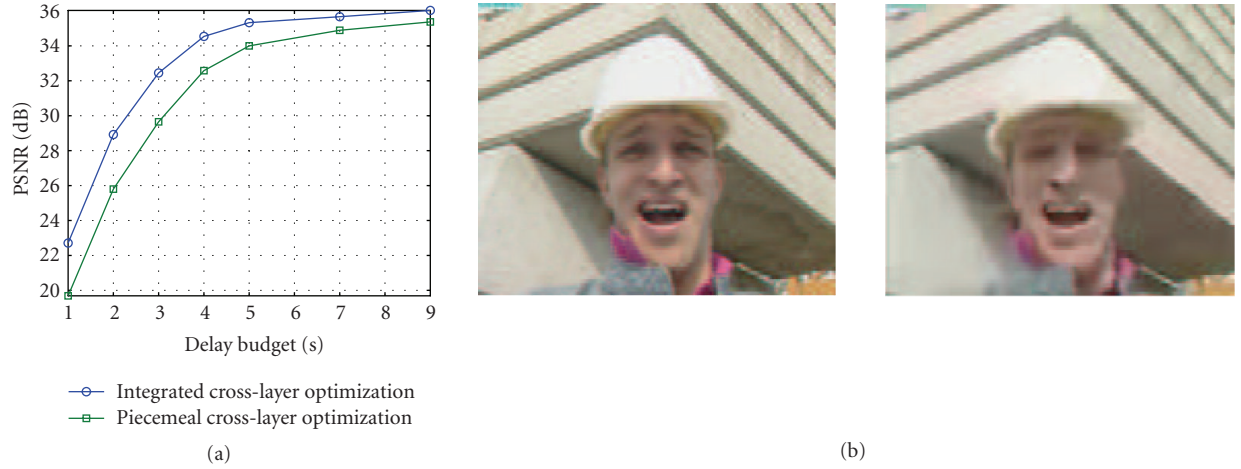 36
34
32
30
28
26
24
22
20
PSNR (dB)
1 2 3 4 5 6 7 8 9
Delay budget (s)
Integrated cross-layer optimization
Piecemeal cross-layer optimization
(a)
(b)